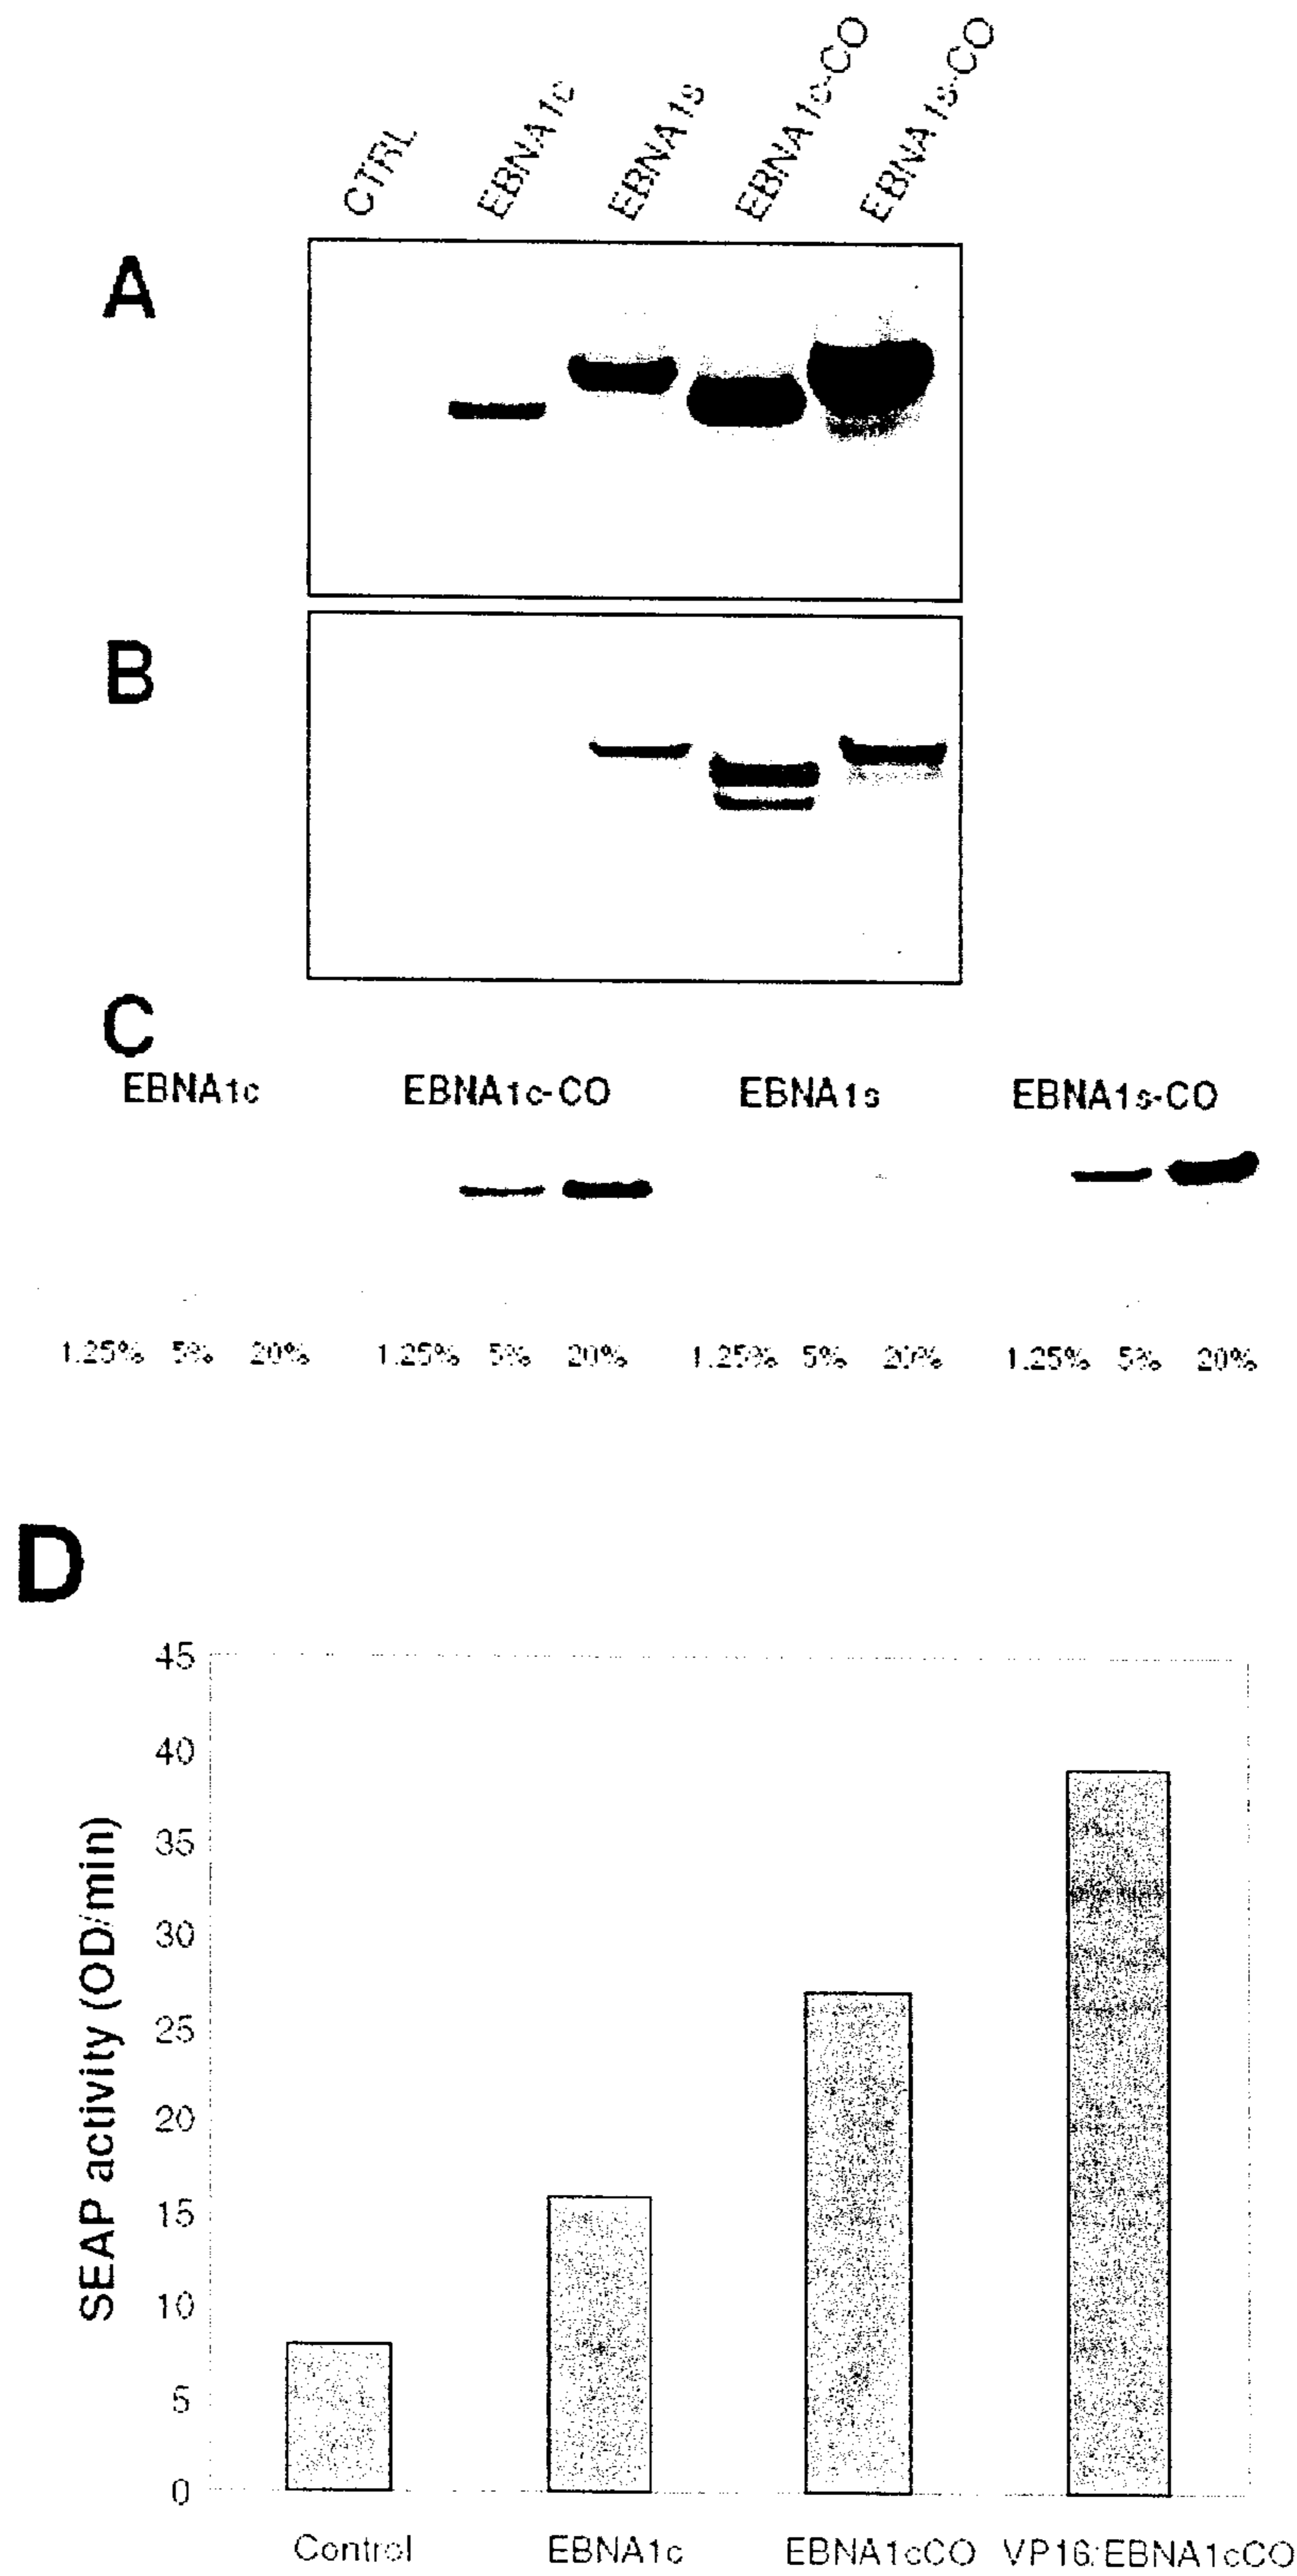 CTRL EBNA1c EBNA1s EBNA1c-CO EBNA1s-CO
A
B
C
EBNA1c EBNA1c-CO EBNA1s EBNA1s-CO
1.25% 5% 20% 1.25% 5% 20% 1.25% 5% 20% 1.25% 5% 20%
D
45
40
35
30
25
20
15
10
5
0
SEAP activity (OD/min)
Control EBNA1c EBNA1cCO VP16:EBNA1cCO